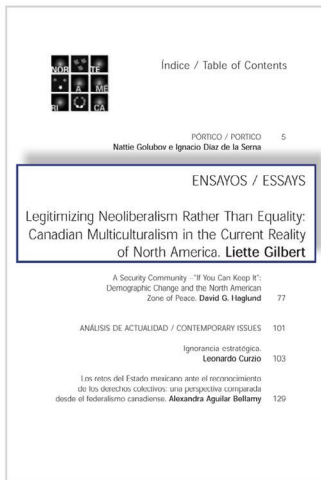 NOR TE
A ME
RI CA
Índice / Table of Contents
PÓRTICO / PORTICO 5
Nattie Golubov e Ignacio Díaz de la Serna
ENSAYOS / ESSAYS
Legitimizing Neoliberalism Rather Than Equality:
Canadian Multiculturalism in the Current Reality
of North America. Liette Gilbert
A Security Community –"If You Can Keep It":
Demographic Change and the North American
Zone of Peace. David G. Haglund 77
ANÁLISIS DE ACTUALIDAD / CONTEMPORARY ISSUES 101
Ignorancia estratégica.
Leonardo Curzio 103
Los retos del Estado mexicano ante el reconocimiento
de los derechos colectivos: una perspectiva comparada
desde el federalismo canadiense. Alexandra Aguilar Bellamy 129